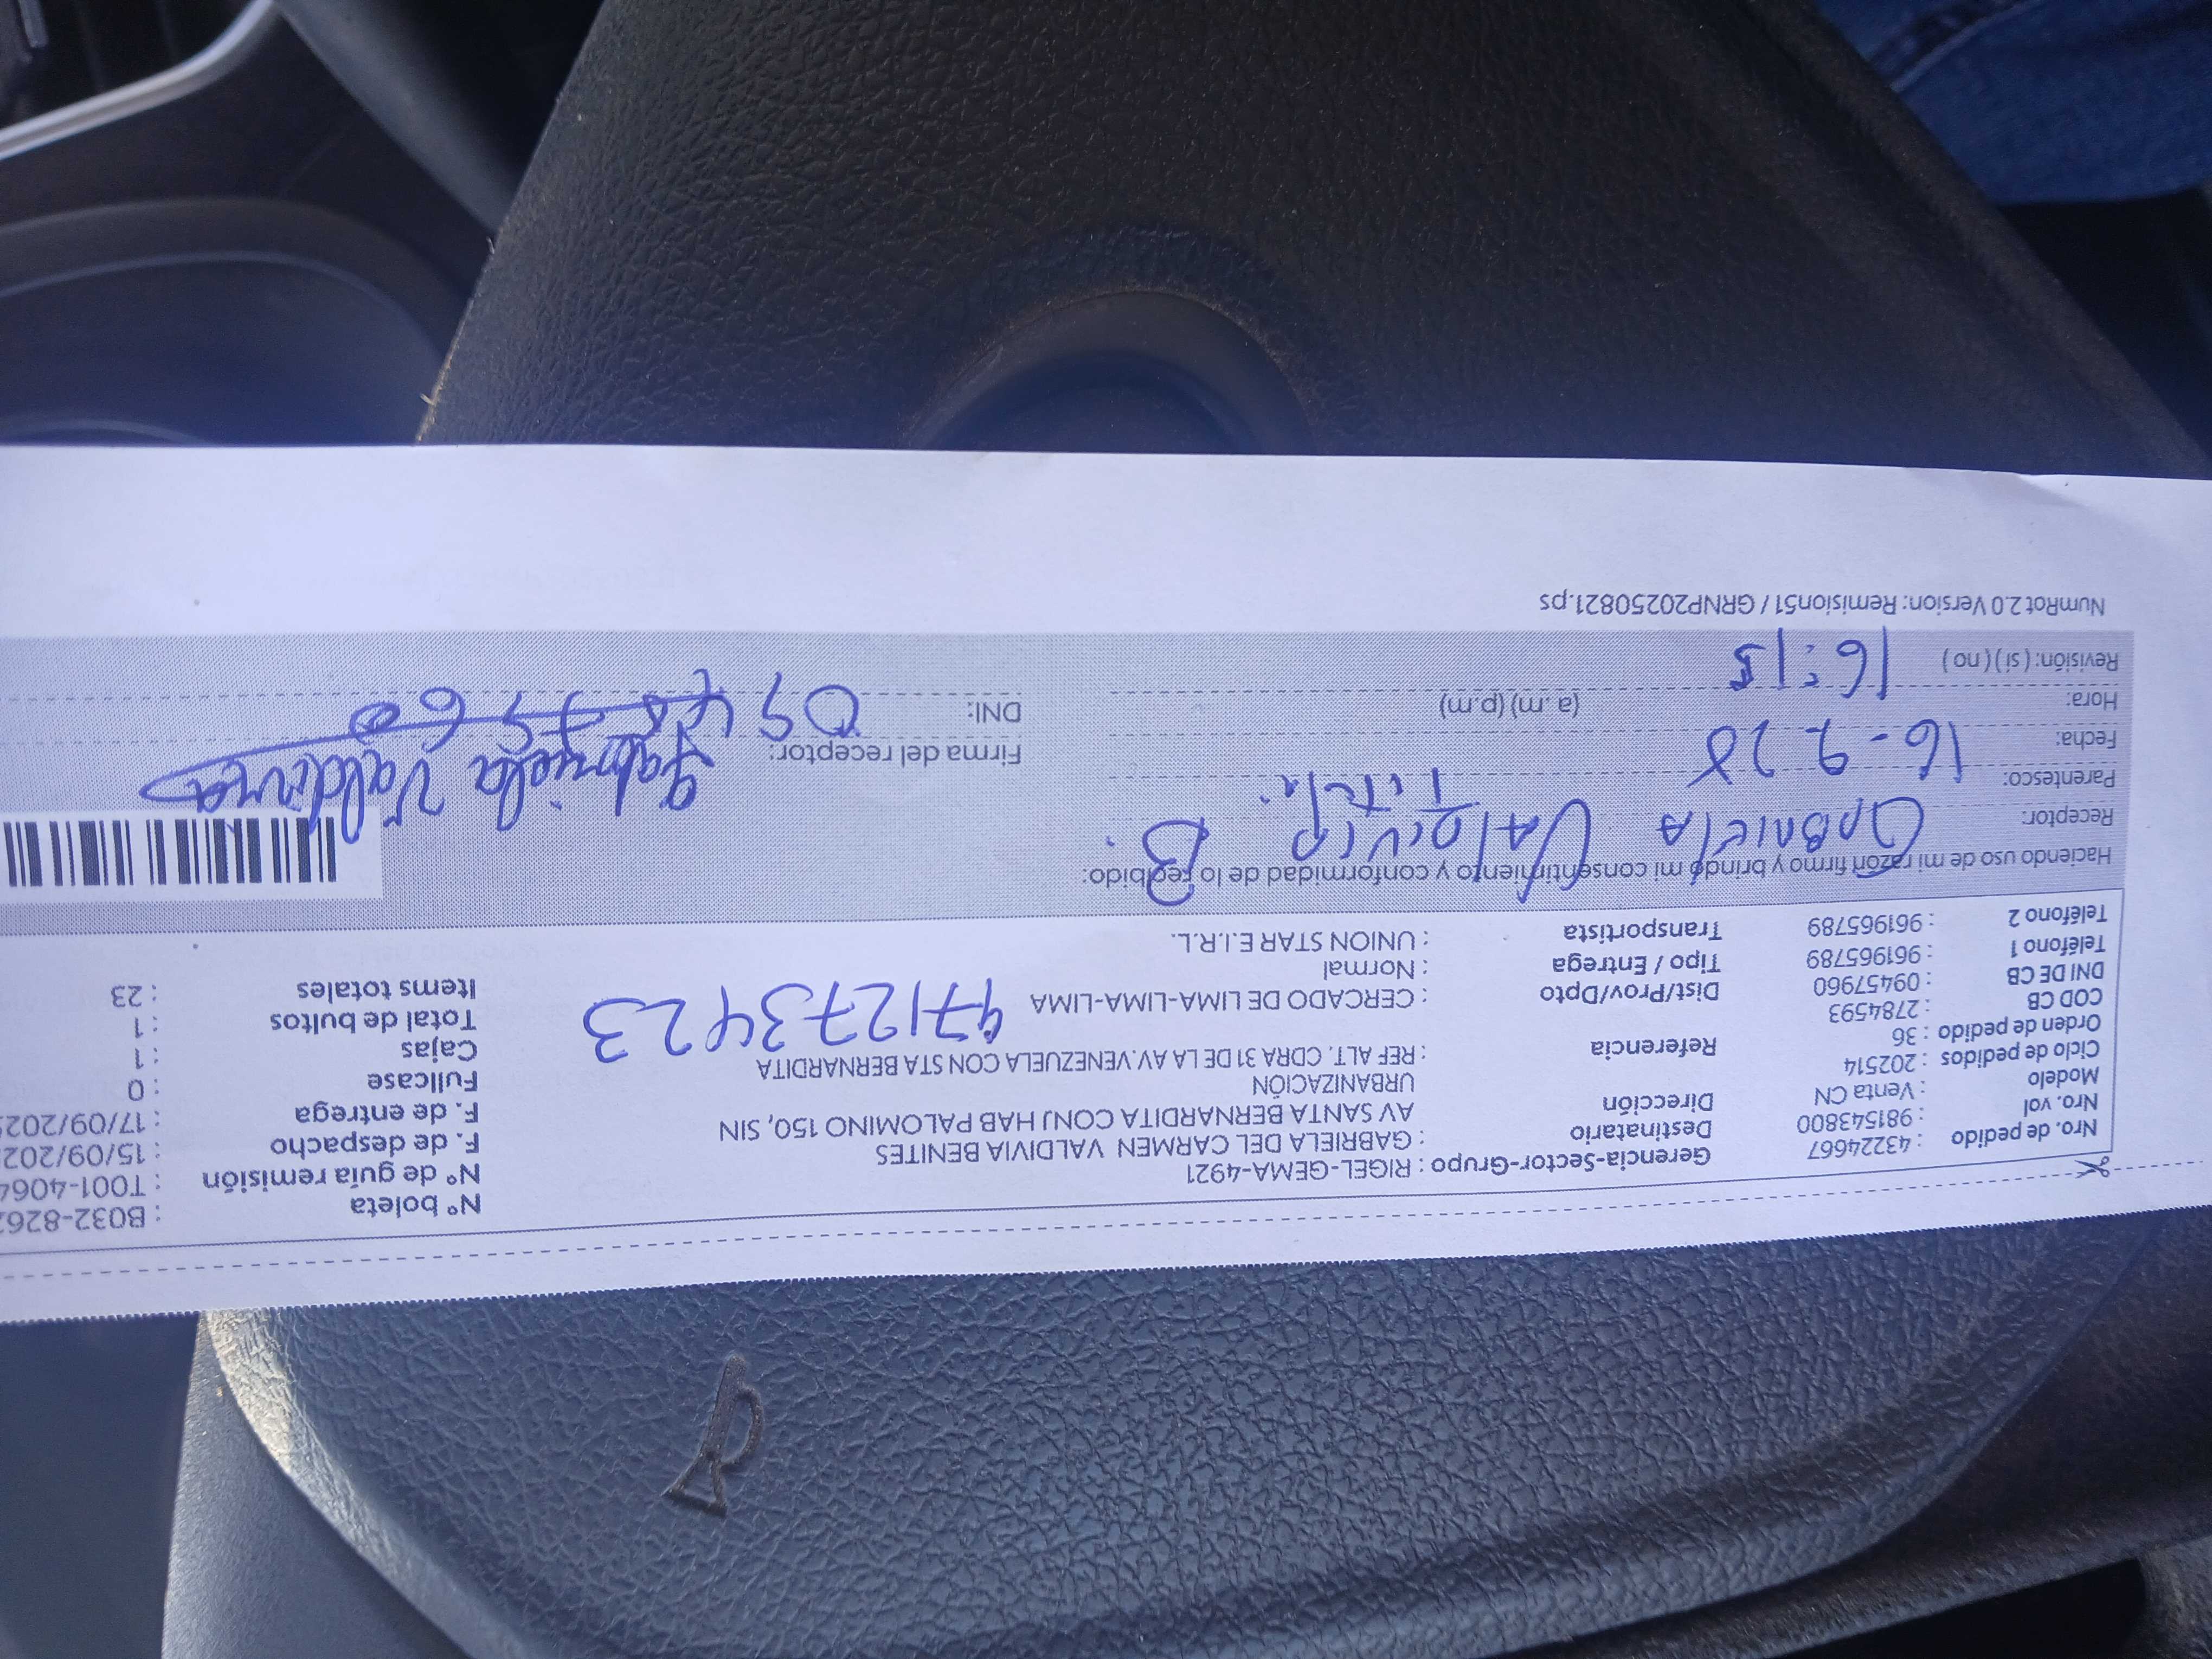 Nro. de pedido : 43224667 Gerencia-Sector-Grupo : RIGEL-GEMA-4921 N° boleta : B032-826
Nro. val : 981543800 Destinatario : GABRIELA DEL CARMEN VALDIVIA BENITES N° de guía remisión : T001-4064
Modelo : Venta CN Dirección AV SANTA BERNARDITA CONJ HAB PALOMINO 150, SIN F. de despacho : 15/09/202
Ciclo de pedidos : 202514 URBANIZACIÓN F. de entrega : 17/09/202
Orden de pedido : 36 Referencia : REF ALT. CDRA 31 DE LA AV. VENEZUELA CON STA BERNARDITA Fullcase : 0
COD CB : 2784593 Cajas : 1
DNI DE CB : 09457960 Dist/Prov/Dpto : CERCADO DE LIMA-LIMA-LIMA 971273423 Total de bultos : 1
Teléfono 1 : 961965789 Tipo / Entrega : Normal Items totales : 23
Teléfono 2 : 961965789 Transportista : UNION STAR E.I.R.L.
Haciendo uso de mi razón firmo y brindo mi consentimiento y conformidad de lo recibido:
Receptor: GABRIELA VALDIVIA B.
Parentesco: Titular Firma del receptor: Gabriela Valdivia
Fecha: 16-9-25 DNI: 09457960
Hora: 16:15 (a.m) (p.m)
Revisión: (si) (no)
NumRot 2.0 Version: Remision51 / GRNP20250821.ps